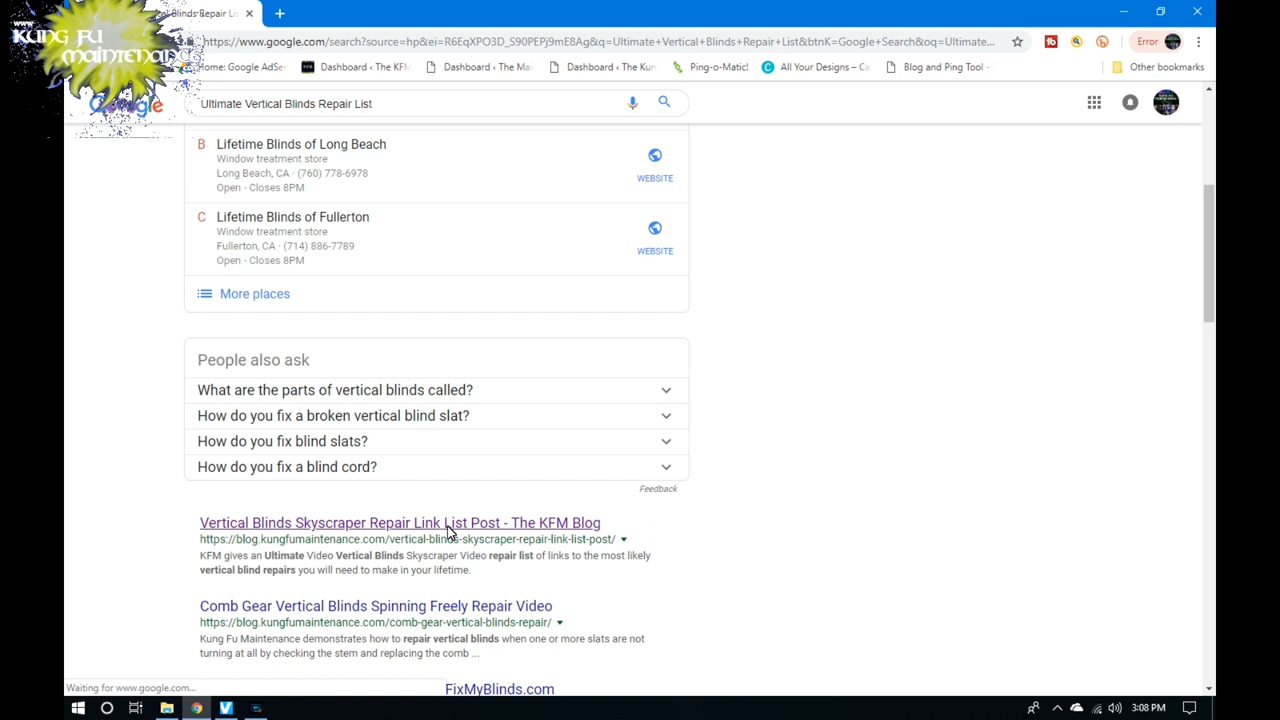 www
KUNG FU
maintenance
Blinds Repair Lis
https://www.google.com/search?source=hp&ei=R6EqXPO3D_S90PEPj9mE8Ag&q=Ultimate+Vertical+Blinds+Repair+List&btnK=Google+Search&oq=Ultimate...
Error
Home: Google AdSe
Dashboard ‹ The KFM
Dashboard ‹ The Ma
Dashboard ‹ The Kun
Ping-o-Matic!
All Your Designs – Ca
Blog and Ping Tool -
Other bookmarks
Google
Ultimate Vertical Blinds Repair List
B Lifetime Blinds of Long Beach
Window treatment store
Long Beach, CA · (760) 778-6978
Open · Closes 8PM
WEBSITE
C Lifetime Blinds of Fullerton
Window treatment store
Fullerton, CA · (714) 886-7789
Open · Closes 8PM
WEBSITE
More places
People also ask
What are the parts of vertical blinds called?
How do you fix a broken vertical blind slat?
How do you fix blind slats?
How do you fix a blind cord?
Feedback
Vertical Blinds Skyscraper Repair Link List Post - The KFM Blog
https://blog.kungfumaintenance.com/vertical-blinds-skyscraper-repair-link-list-post/
KFM gives an Ultimate Video Vertical Blinds Skyscraper Video repair list of links to the most likely
vertical blind repairs you will need to make in your lifetime.
Comb Gear Vertical Blinds Spinning Freely Repair Video
https://blog.kungfumaintenance.com/comb-gear-vertical-blinds-repair/
Kung Fu Maintenance demonstrates how to repair vertical blinds when one or more slats are not
turning at all by checking the stem and replacing the comb ...
FixMyBlinds.com
Waiting for www.google.com...
3:08 PM